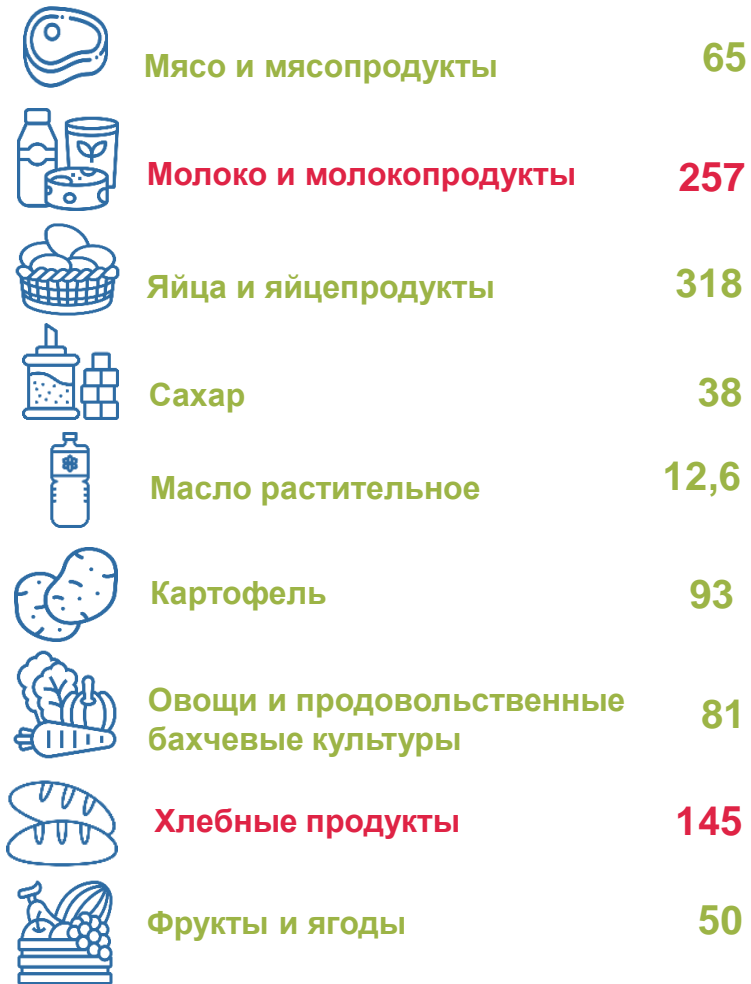 Мясо и мясопродукты 65
Молоко и молокопродукты 257
Яйца и яйцепродукты 318
Сахар 38
Масло растительное 12,6
Картофель 93
Овощи и продовольственные
бахчевые культуры 81
Хлебные продукты 145
Фрукты и ягоды 50